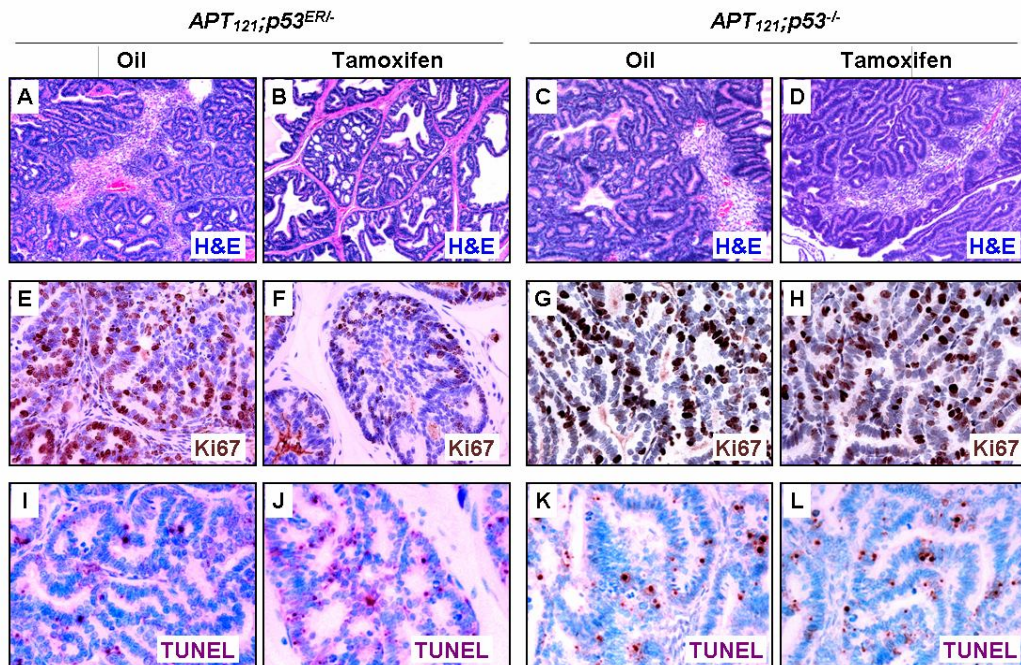 APT₁₂₁;p53ᴱᴿ/⁻ APT₁₂₁;p53⁻/⁻
Oil Tamoxifen Oil Tamoxifen
A B C D
H&E H&E H&E H&E
E F G H
Ki67 Ki67 Ki67 Ki67
I J K L
TUNEL TUNEL TUNEL TUNEL